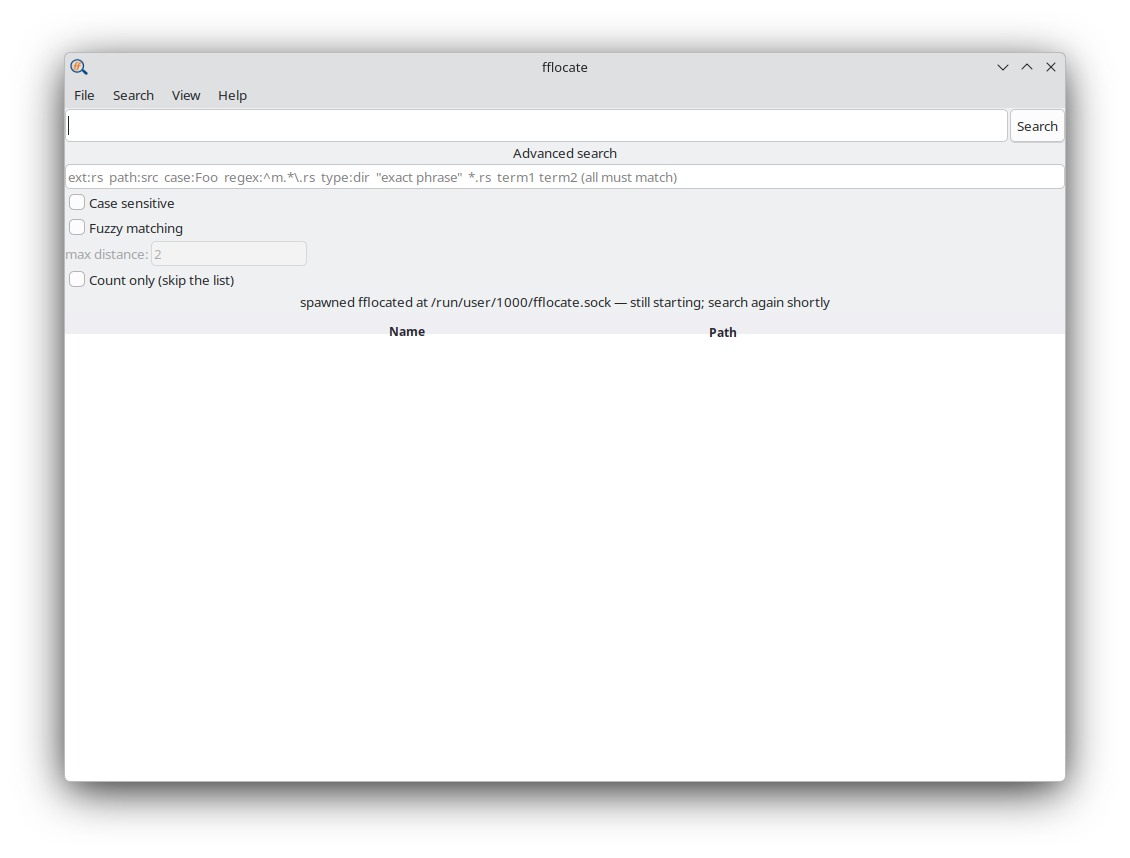 fflocate
File Search View Help
Search
Advanced search
ext:rs path:src case:Foo regex:^m.*\.rs type:dir "exact phrase" *.rs term1 term2 (all must match)
Case sensitive
Fuzzy matching
max distance: 2
Count only (skip the list)
spawned fflocated at /run/user/1000/fflocate.sock — still starting; search again shortly
Name Path